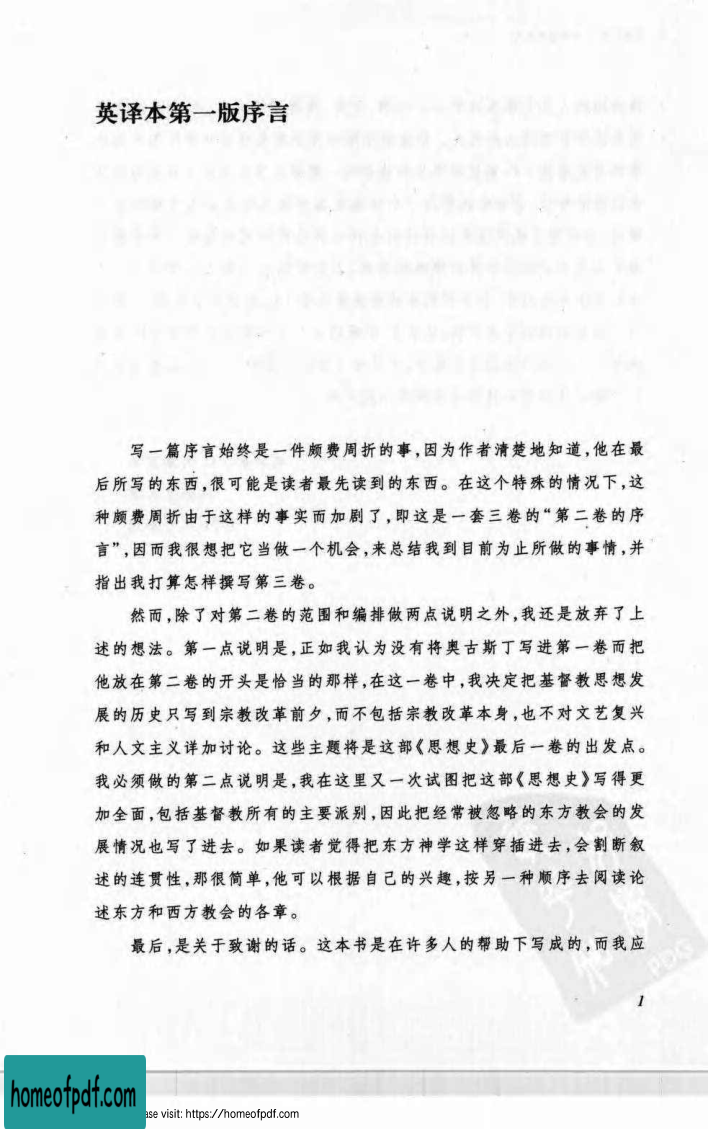 英译本第一版序言
写一篇序言始终是一件颇费周折的事,因为作者清楚地知道,他在最
后所写的东西,很可能是读者最先读到的东西。在这个特殊的情况下,这
种颇费周折由于这样的事实而加剧了,即这是一套三卷的“第二卷的序
言”,因而我很想把它当做一个机会,来总结我到目前为止所做的事情,并
指出我打算怎样撰写第三卷。
然而,除了对第二卷的范围和编排做两点说明之外,我还是放弃了上
述的想法。第一点说明是,正如我认为没有将奥古斯丁写进第一卷而把
他放在第二卷的开头是恰当的那样,在这一卷中,我决定把基督教思想发
展的历史只写到宗教改革前夕,而不包括宗教改革本身,也不对文艺复兴
和人文主义详加讨论。这些主题将是这部《思想史》最后一卷的出发点。
我必须做的第二点说明是,我在这里又一次试图把这部《思想史》写得更
加全面,包括基督教所有的主要派别,因此把经常被忽略的东方教会的发
展情况也写了进去。如果读者觉得把东方神学这样穿插进去,会割断叙
述的连贯性,那很简单,他可以根据自己的兴趣,按另一种顺序去阅读论
述东方和西方教会的各章。
最后,是关于致谢的话。这本书是在许多人的帮助下写成的,而我应
PDG
1
homeofpdf.com
ase visit: https://homeofpdf.com